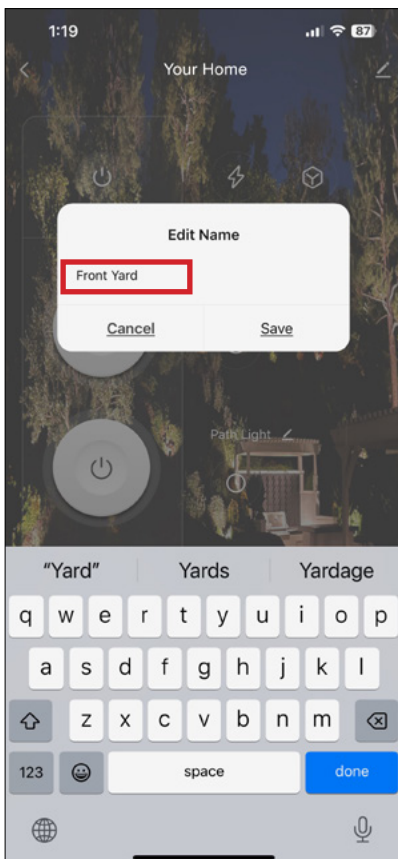 1:19 87
Your Home
Edit Name
Front Yard
Cancel Save
Path Light
“Yard” Yards Yardage
q w e r t y u i o p
a s d f g h j k l
z x c v b n m
123 space done